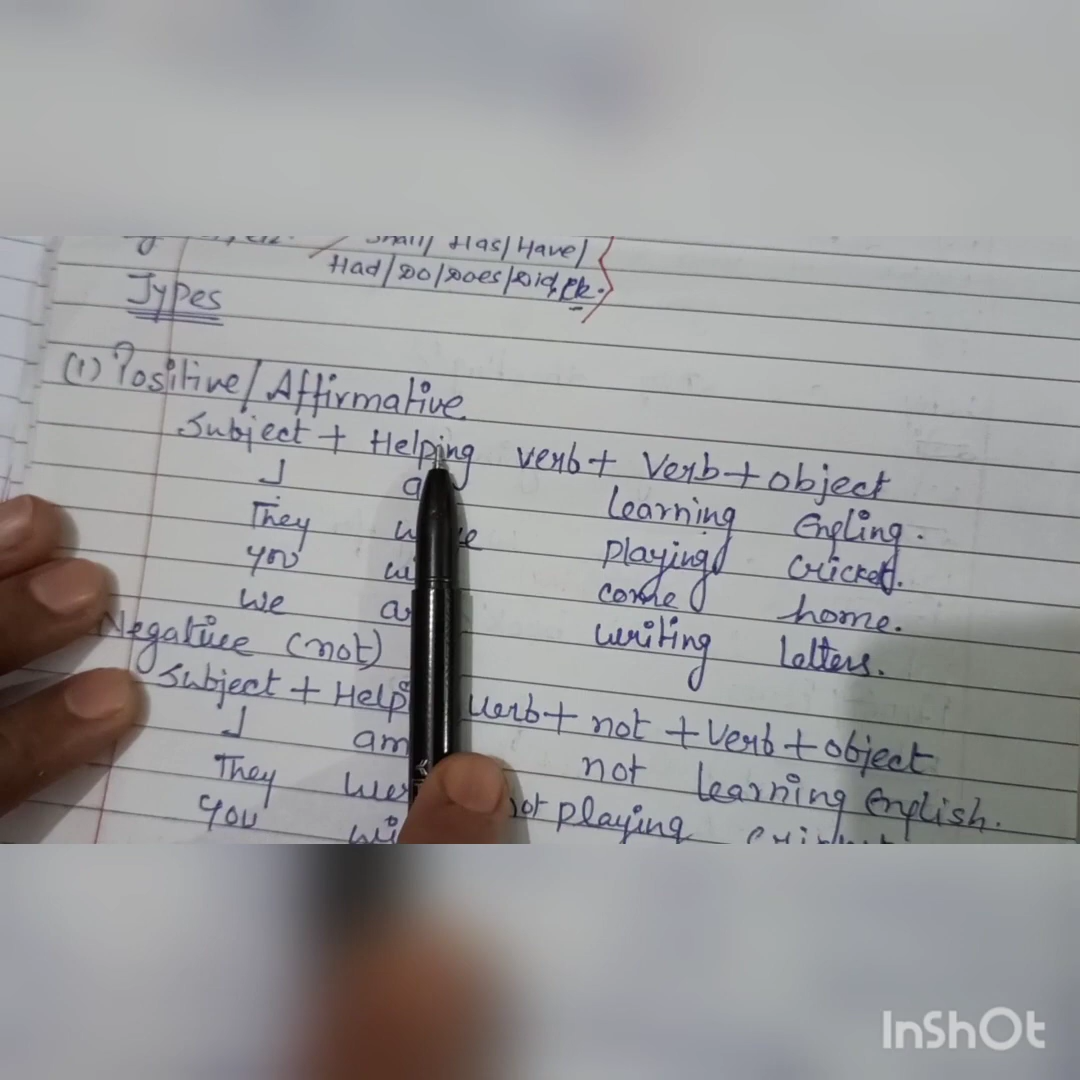 Shall/ Has/Have/
Had/Do/Does/Did, etc.
Types
(1) Positive/Affirmative
Subject + Helping verb + Verb + object
I learning Engling.
They playing cricket.
You come home.
We writing letters.
Negative (not)
Subject + verb + not + verb + object
I am not learning English.
They not playing
You
InShOt